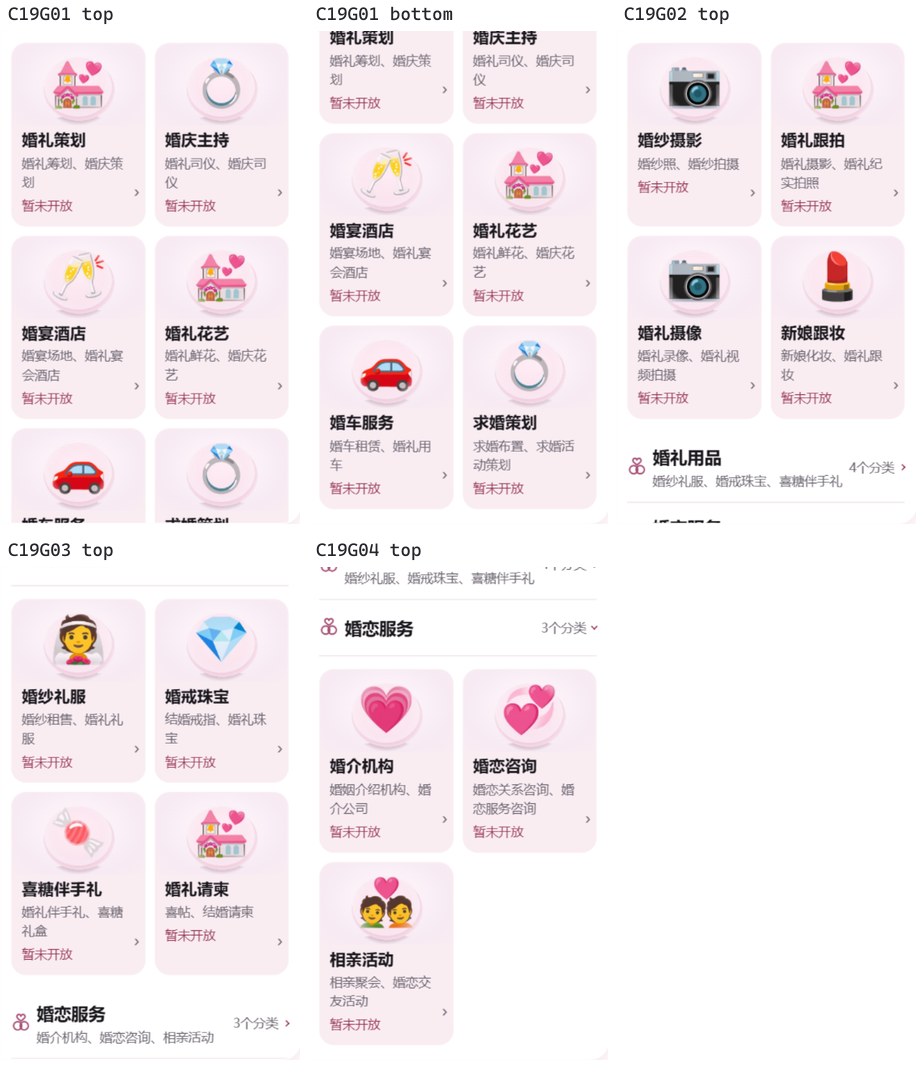 C19G01 top
婚礼策划
婚礼筹划、婚庆策
划
暂未开放
婚庆主持
婚礼司仪、婚庆司
仪
暂未开放
婚宴酒店
婚宴场地、婚礼宴
会酒店
暂未开放
婚礼花艺
婚礼鲜花、婚庆花
艺
暂未开放
婚车服务
求婚策划
C19G01 bottom
婚礼策划
婚礼筹划、婚庆策
划
暂未开放
婚庆主持
婚礼司仪、婚庆司
仪
暂未开放
婚宴酒店
婚宴场地、婚礼宴
会酒店
暂未开放
婚礼花艺
婚礼鲜花、婚庆花
艺
暂未开放
婚车服务
婚车租赁、婚礼用
车
暂未开放
求婚策划
求婚布置、求婚活
动策划
暂未开放
C19G02 top
婚纱摄影
婚纱照、婚纱拍摄
暂未开放
婚礼跟拍
婚礼摄影、婚礼纪
实拍照
暂未开放
婚礼摄像
婚礼录像、婚礼视
频拍摄
暂未开放
新娘跟妆
新娘化妆、婚礼跟
妆
暂未开放
婚礼用品
婚纱礼服、婚戒珠宝、喜糖伴手礼
4个分类
婚恋服务
C19G03 top
婚纱礼服
婚纱租售、婚礼礼
服
暂未开放
婚戒珠宝
结婚戒指、婚礼珠
宝
暂未开放
喜糖伴手礼
婚礼伴手礼、喜糖
礼盒
暂未开放
婚礼请柬
喜帖、结婚请柬
暂未开放
婚恋服务
婚介机构、婚恋咨询、相亲活动
3个分类
C19G04 top
婚纱礼服、婚戒珠宝、喜糖伴手礼
婚恋服务
3个分类
婚介机构
婚姻介绍机构、婚
介公司
暂未开放
婚恋咨询
婚恋关系咨询、婚
恋服务咨询
暂未开放
相亲活动
相亲聚会、婚恋交
友活动
暂未开放